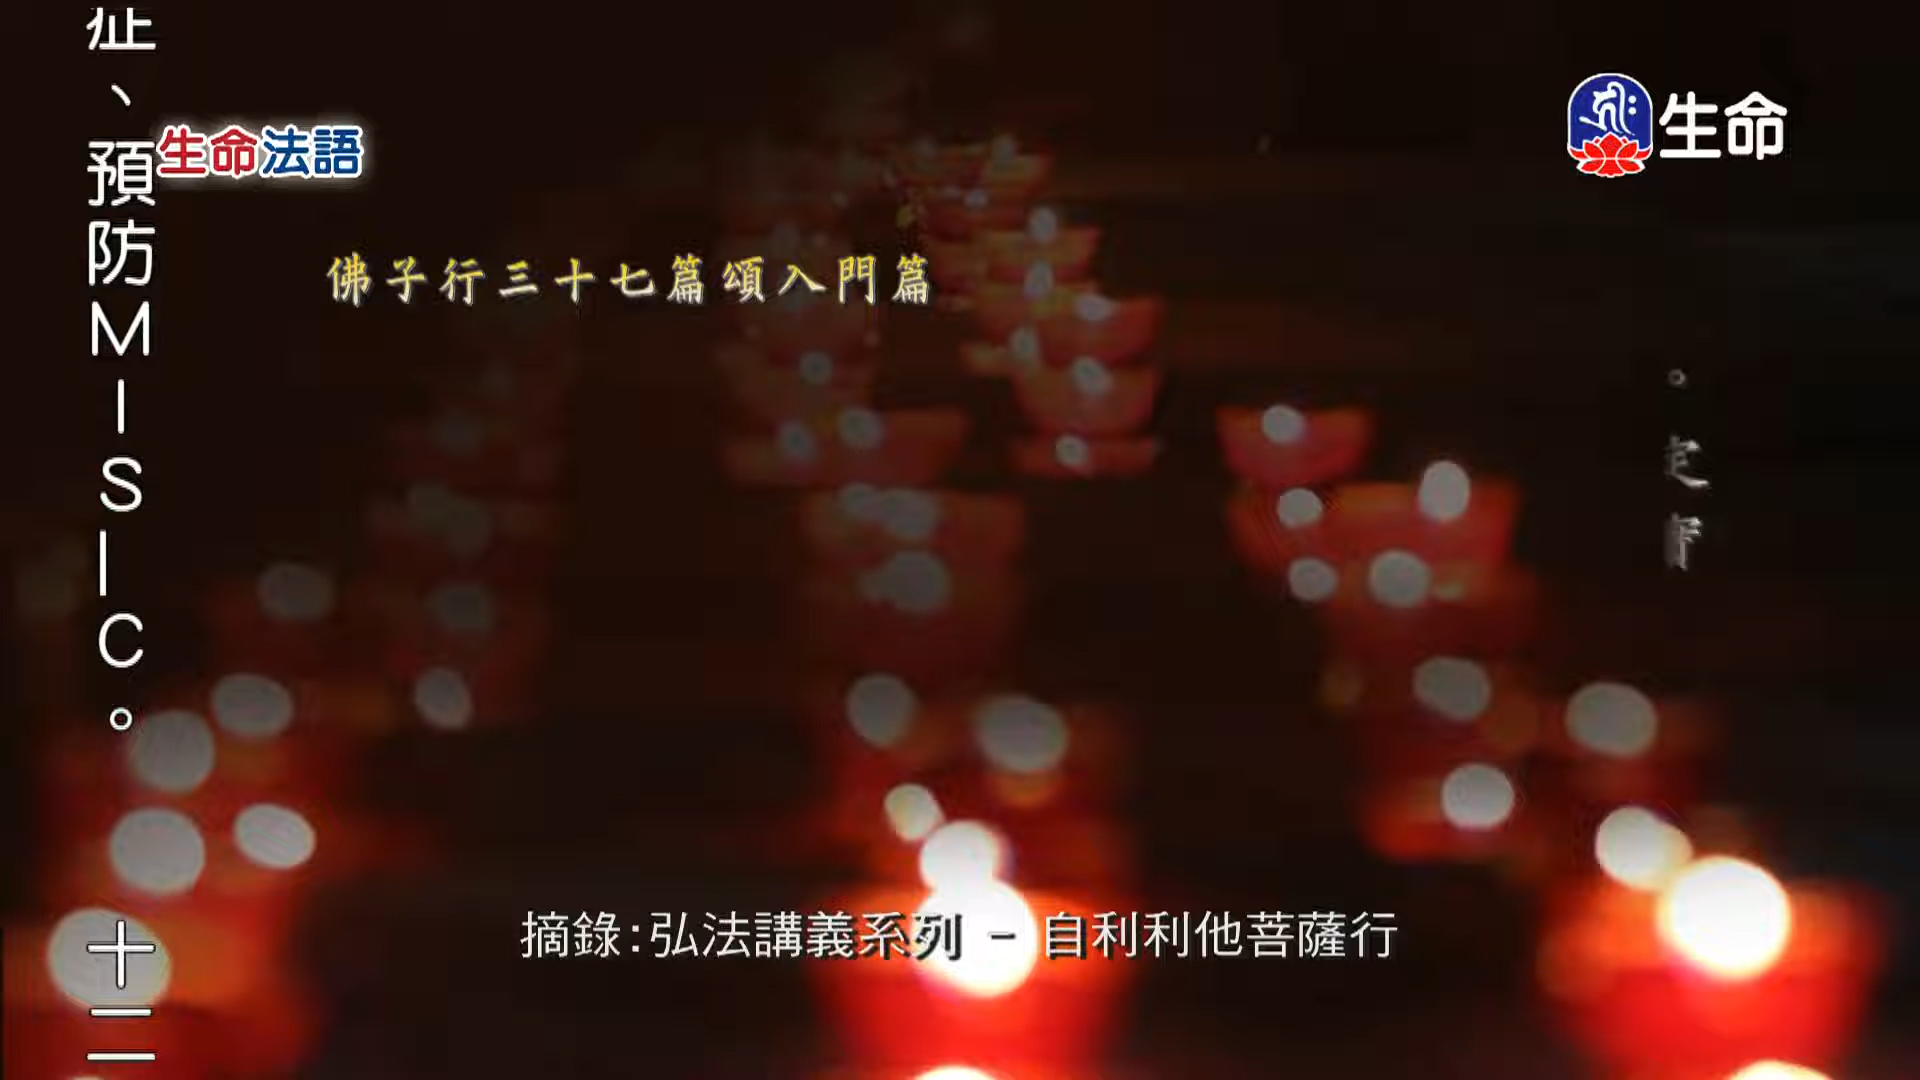 症、預防MIS-C。
十二
生命法語
生命
佛子行三十七篇頌入門篇
摘錳:弘法講義系列 - 自利利他菩薩行